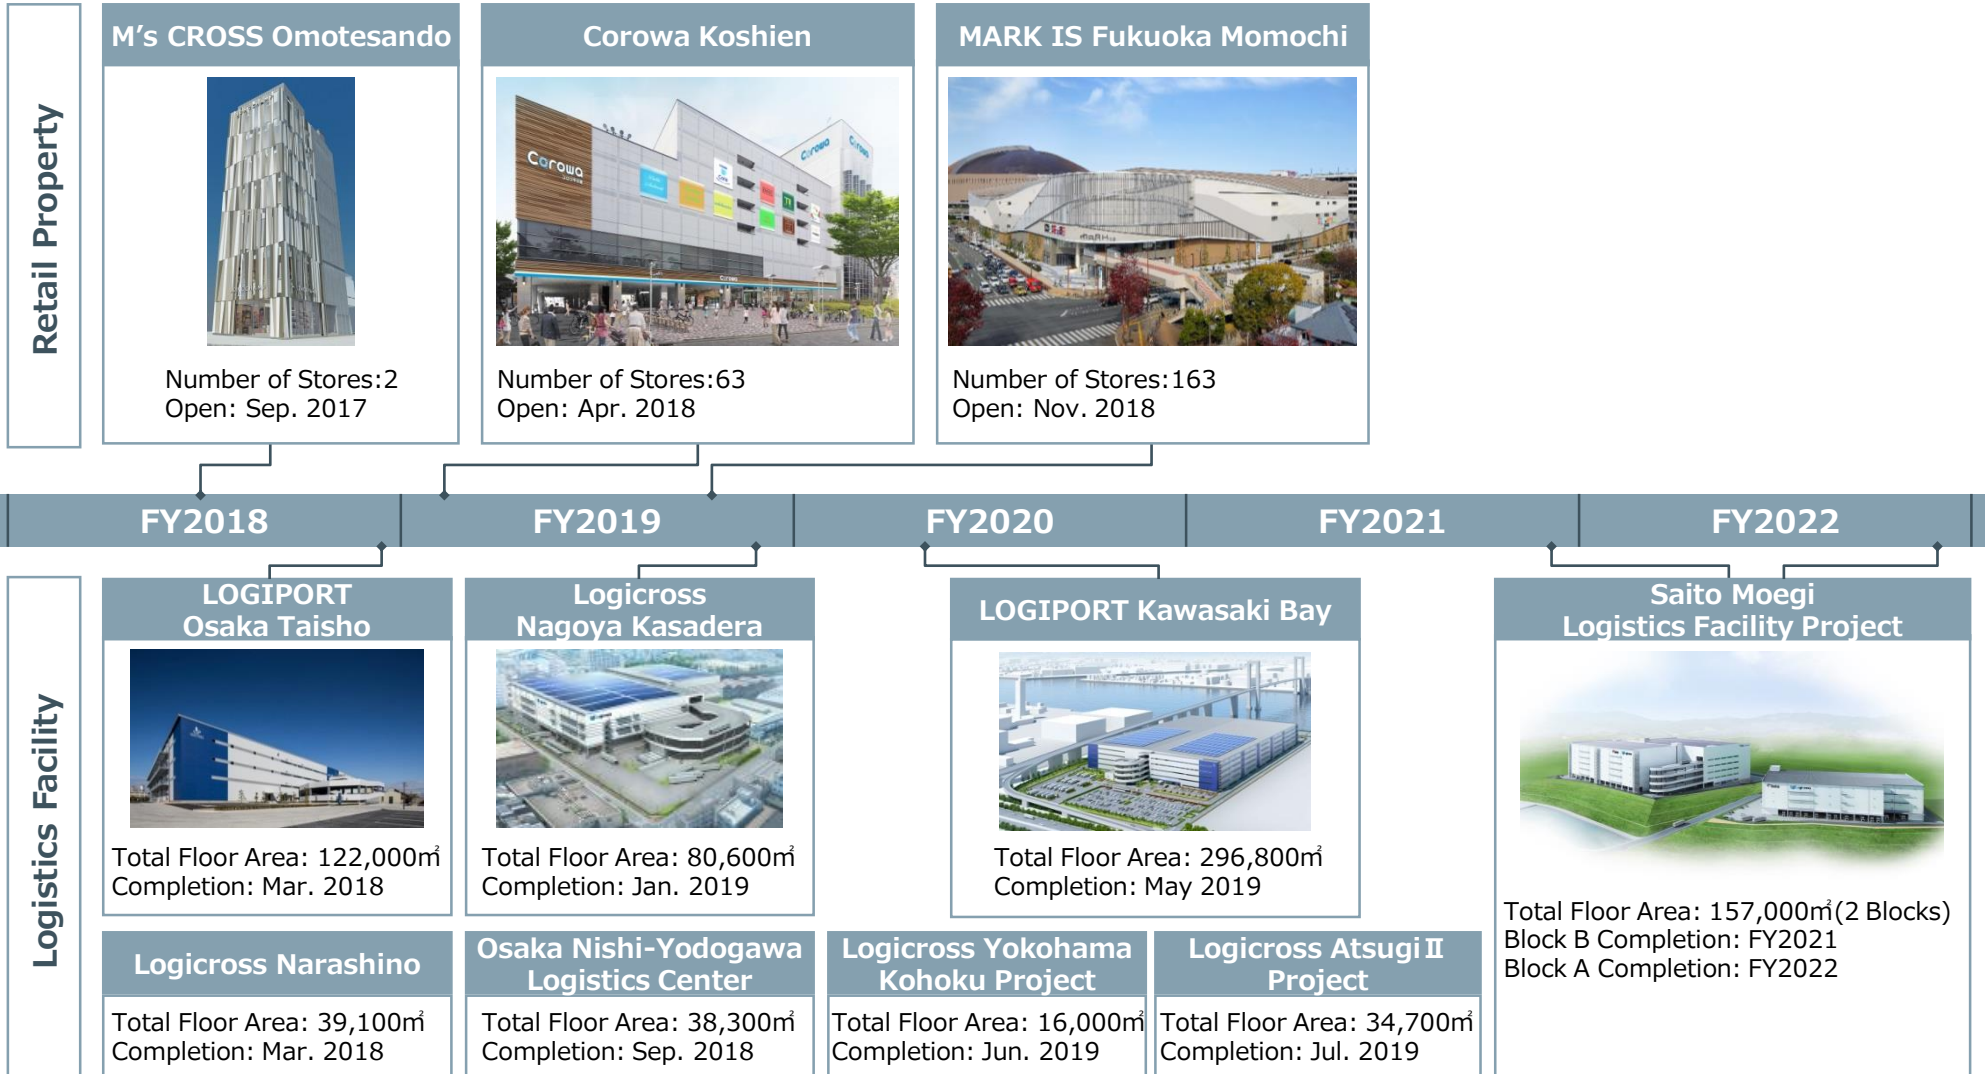 Retail Property
M's CROSS Omotesando
Number of Stores:2
Open: Sep. 2017
Corowa Koshien
Corowa
Corowa
Corowa
Corowa
Number of Stores:63
Open: Apr. 2018
MARK IS Fukuoka Momochi
Number of Stores:163
Open: Nov. 2018
FY2018
FY2019
FY2020
FY2021
FY2022
Logistics Facility
LOGIPORT
Osaka Taisho
Total Floor Area: 122,000㎡
Completion: Mar. 2018
Logicross
Nagoya Kasadera
Total Floor Area: 80,600㎡
Completion: Jan. 2019
LOGIPORT Kawasaki Bay
Total Floor Area: 296,800㎡
Completion: May 2019
Saito Moegi
Logistics Facility Project
Total Floor Area: 157,000㎡(2 Blocks)
Block B Completion: FY2021
Block A Completion: FY2022
Logicross Narashino
Total Floor Area: 39,100㎡
Completion: Mar. 2018
Osaka Nishi-Yodogawa
Logistics Center
Total Floor Area: 38,300㎡
Completion: Sep. 2018
Logicross Yokohama
Kohoku Project
Total Floor Area: 16,000㎡
Completion: Jun. 2019
Logicross AtsugiⅡ
Project
Total Floor Area: 34,700㎡
Completion: Jul. 2019